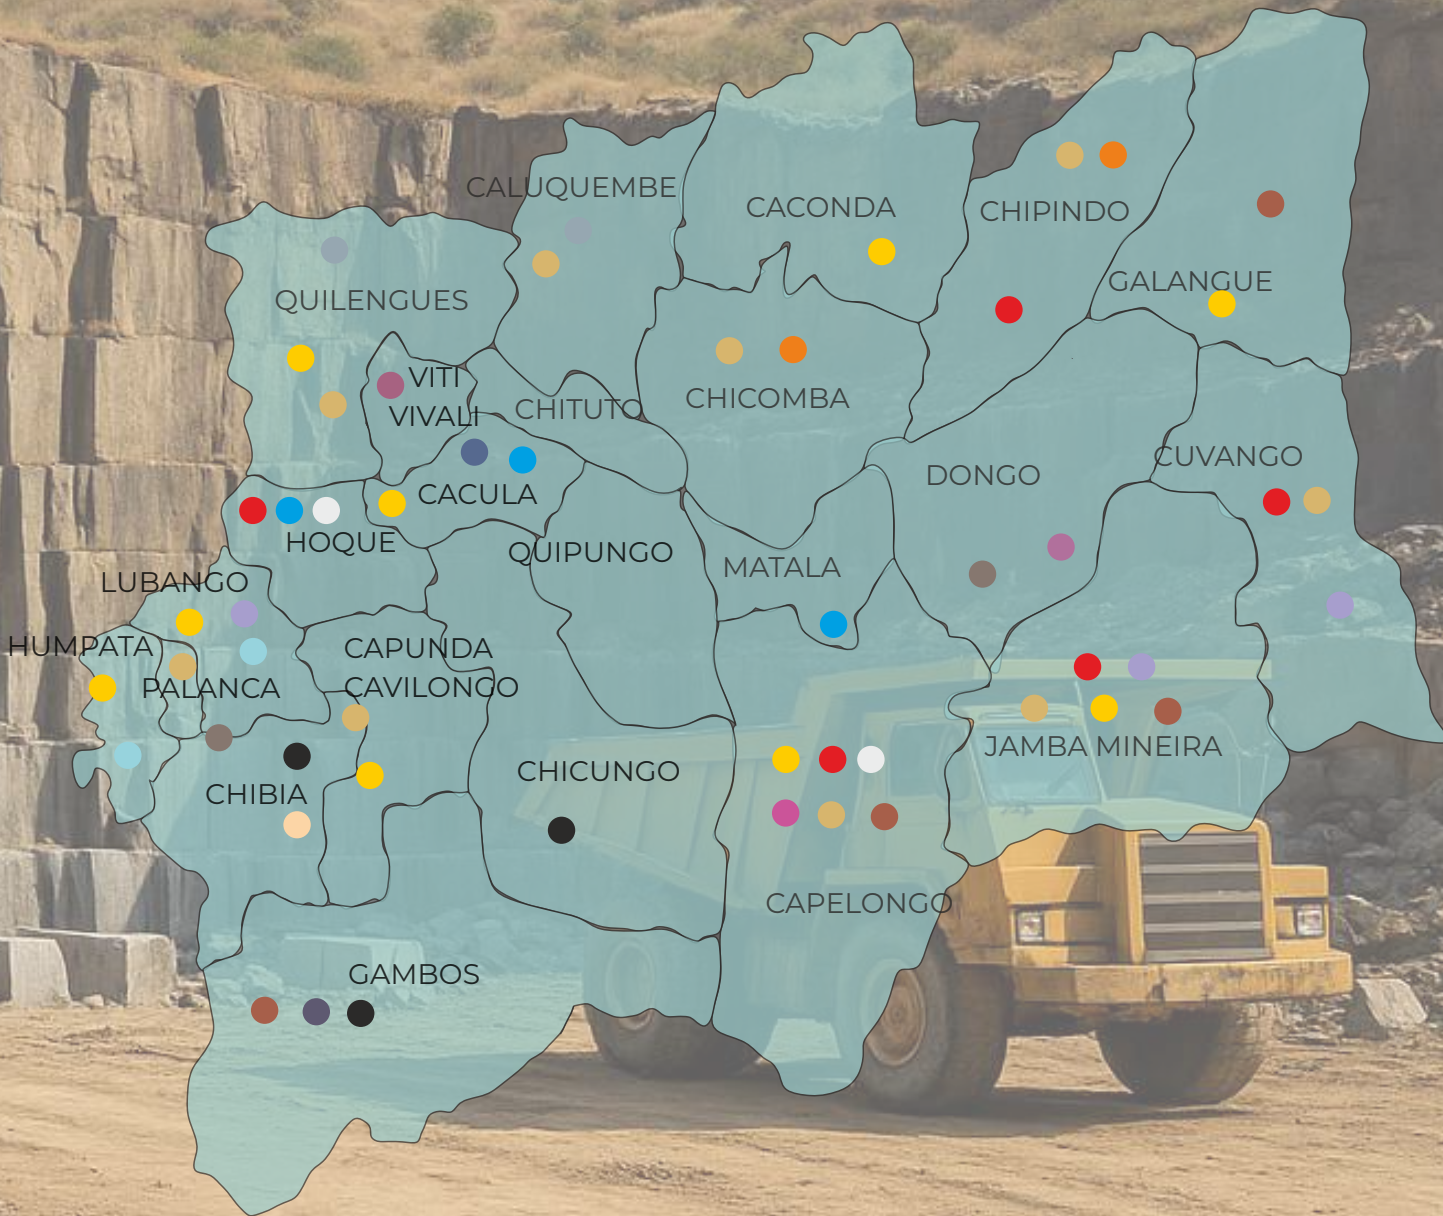 CALUQUEMBE
CACONDA
CHIPINDO
GALANGUE
QUILENGUES
VITI
VIVALI
CHITUTO
CHICOMBA
CUVANGO
DONGO
CACULA
HOQUE
QUIPUNGO
MATALA
LUBANGO
HUMPATA
PALANCA
CAPUNDA
CAVILONGO
JAMBA MINEIRA
CHICUNGO
CHIBIA
CAPELONGO
GAMBOS